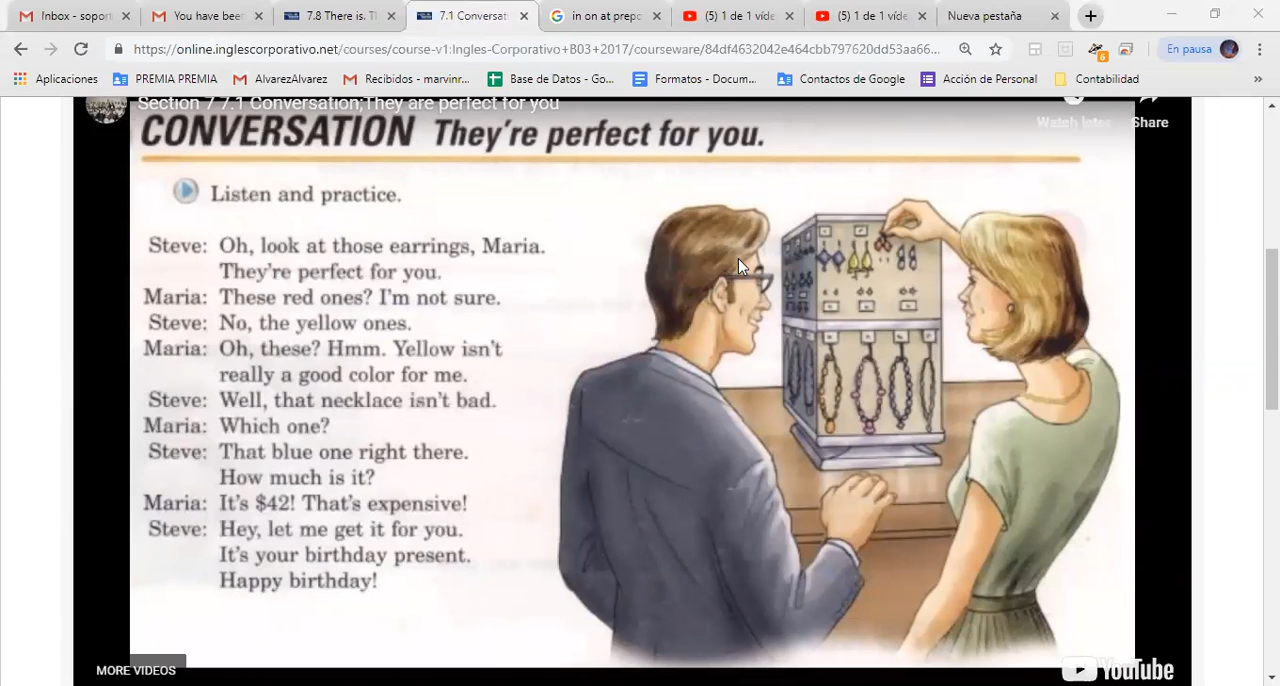 Inbox - soport
You have beer
7.8 There is. T
7.1 Conversati
in on at prepc
(5) 1 de 1 víde
(5) 1 de 1 víde
Nueva pestaña
https://online.inglescorporativo.net/courses/course-v1:Ingles-Corporativo+B03+2017/courseware/84df4632042e464cbb797620dd53aa66...
6
En pausa
Aplicaciones
PREMIA PREMIA
AlvarezAlvarez
Recibidos - marvinr...
Base de Datos - Go...
Formatos - Docum...
Contactos de Google
Acción de Personal
Contabilidad
»
Section 7 7.1 Conversation;They are perfect for you
Watch later
Share
CONVERSATION They're perfect for you.
Listen and practice.
Steve: Oh, look at those earrings, Maria.
They're perfect for you.
Maria: These red ones? I'm not sure.
Steve: No, the yellow ones.
Maria: Oh, these? Hmm. Yellow isn't
really a good color for me.
Steve: Well, that necklace isn't bad.
Maria: Which one?
Steve: That blue one right there.
How much is it?
Maria: It's $42! That's expensive!
Steve: Hey, let me get it for you.
It's your birthday present.
Happy birthday!
MORE VIDEOS
YouTube